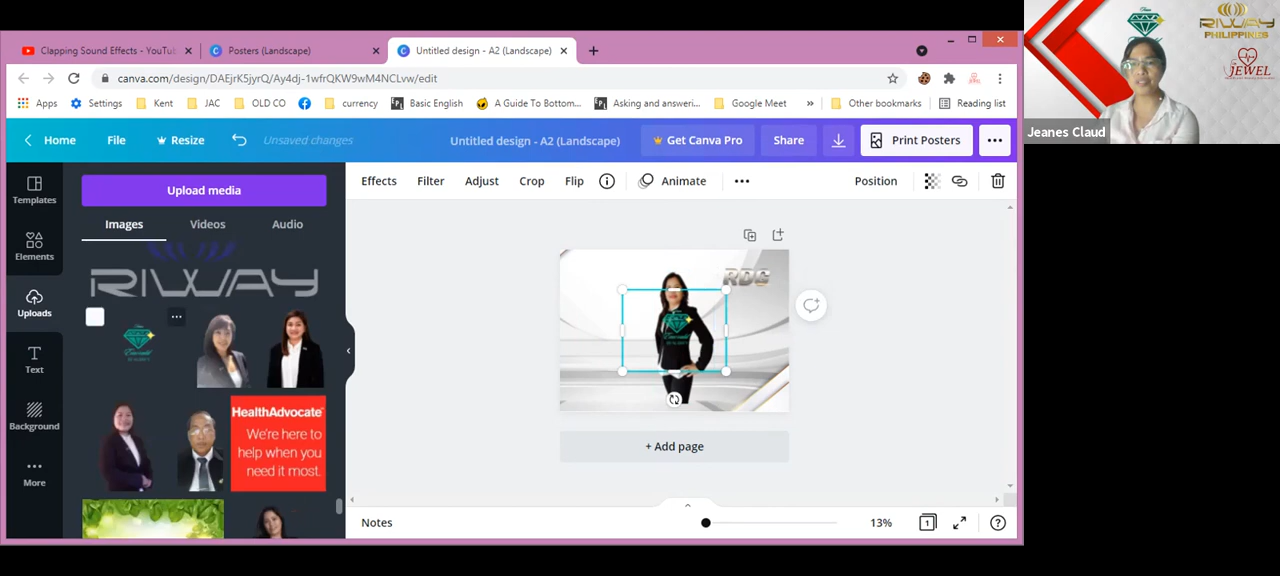 Clapping Sound Effects - YouTu
Posters (Landscape)
Untitled design - A2 (Landscape)
canva.com/design/DAEjrK5jyrQ/Ay4dj-1wfrQKW9wM4NCLvw/edit
Apps
Settings
Kent
JAC
OLD CO
currency
Basic English
A Guide To Bottom...
Asking and answeri...
Google Meet
»
Other bookmarks
Reading list
Home
File
Resize
Unsaved changes
Untitled design - A2 (Landscape)
Get Canva Pro
Share
Print Posters
Templates
Elements
Uploads
Text
Background
More
Upload media
Images
Videos
Audio
RIWAY
HealthAdvocate
We're here to
help when you
need it most.
Effects
Filter
Adjust
Crop
Flip
Animate
Position
RDG
+ Add page
Notes
13%
1
RIWAY
PHILIPPINES
JEWEL
Jeanes Claud